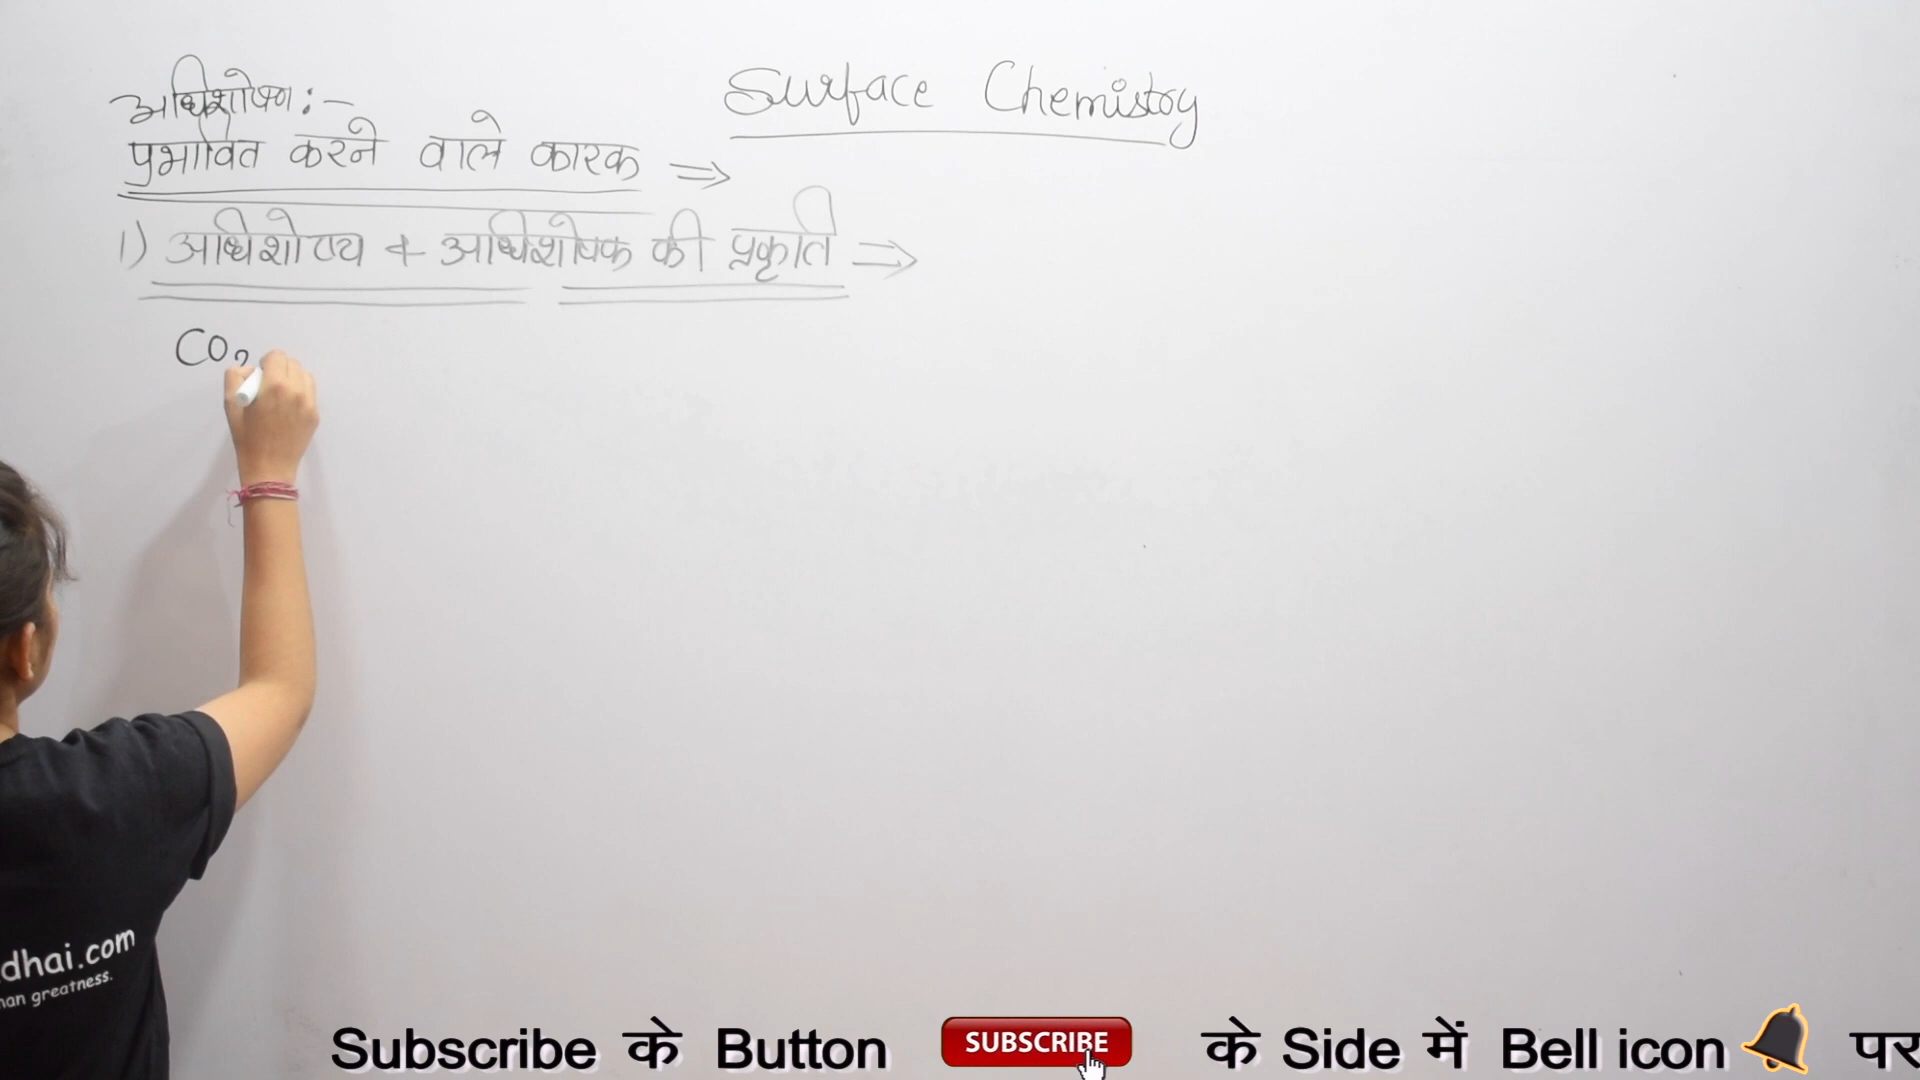 Surface Chemistry
अधिशोषण :-
प्रभावित करने वाले कारक ⇒
1) अधिशोष्य + अधिशोषक की प्रकृति ⇒
CO₂
dhai.com
greatness.
Subscribe के Button SUBSCRIBE के Side में Bell icon पर